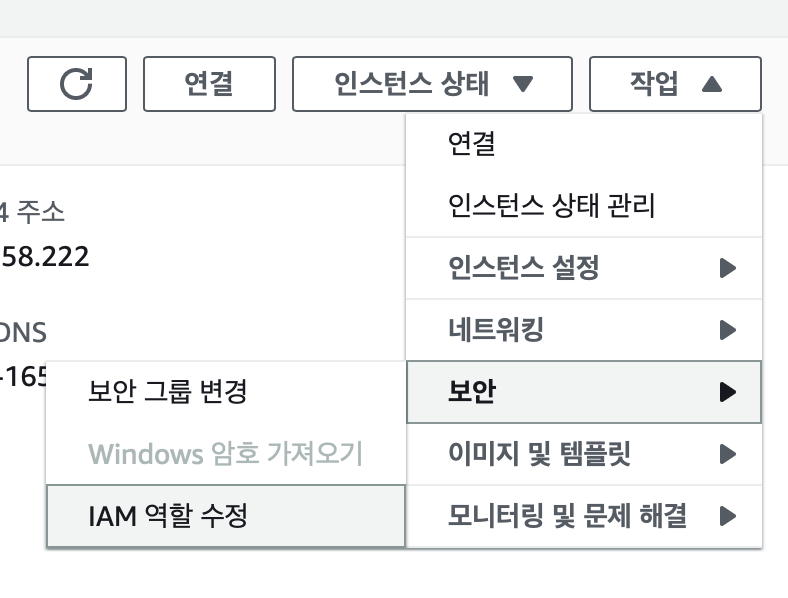 연결
인스턴스 상태
작업
연결
인스턴스 상태 관리
인스턴스 설정
네트워킹
보안
이미지 및 템플릿
모니터링 및 문제 해결
보안 그룹 변경
Windows 암호 가져오기
IAM 역할 수정
4 주소
58.222
DNS
-165